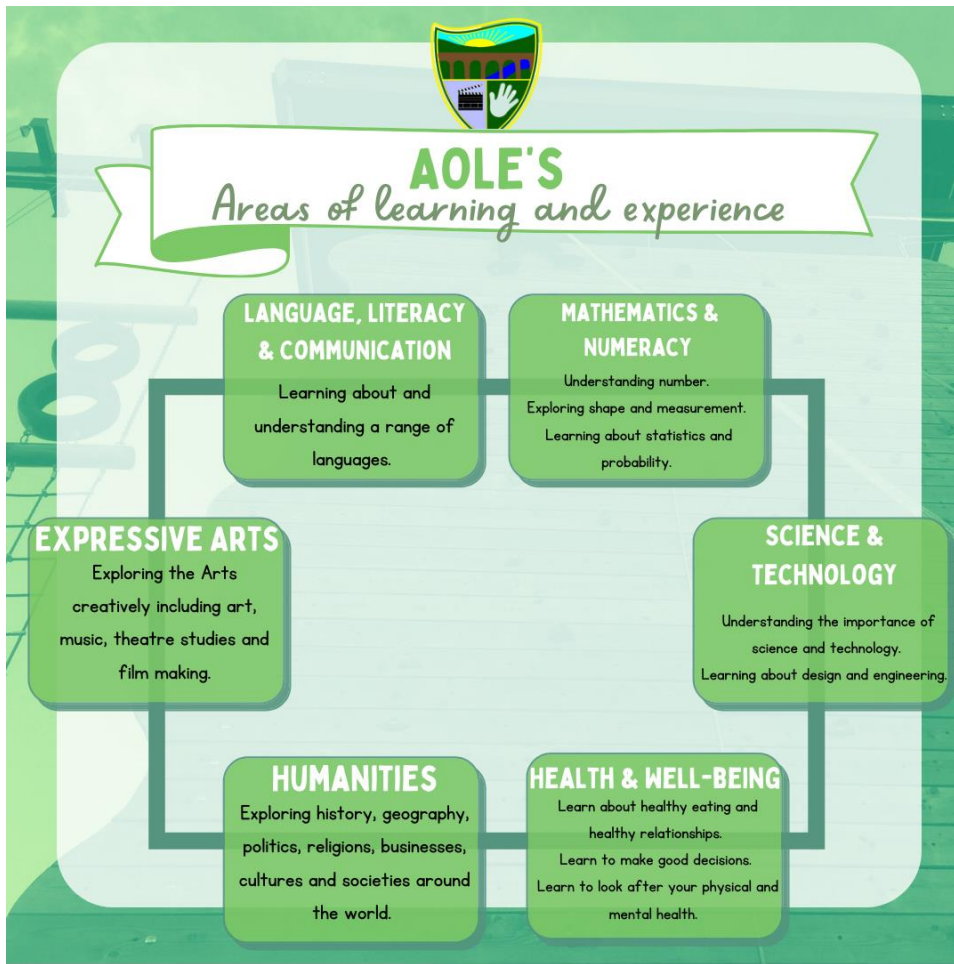 AOLE'S
Areas of learning and experience
LANGUAGE, LITERACY
& COMMUNICATION
Learning about and
understanding a range of
languages.
MATHEMATICS &
NUMERACY
Understanding number.
Exploring shape and measurement.
Learning about statistics and
probability.
EXPRESSIVE ARTS
Exploring the Arts
creatively including art,
music, theatre studies and
film making.
SCIENCE &
TECHNOLOGY
Understanding the importance of
science and technology.
Learning about design and engineering.
HUMANITIES
Exploring history, geography,
politics, religions, businesses,
cultures and societies around
the world.
HEALTH & WELL-BEING
Learn about healthy eating and
healthy relationships.
Learn to make good decisions.
Learn to look after your physical and
mental health.